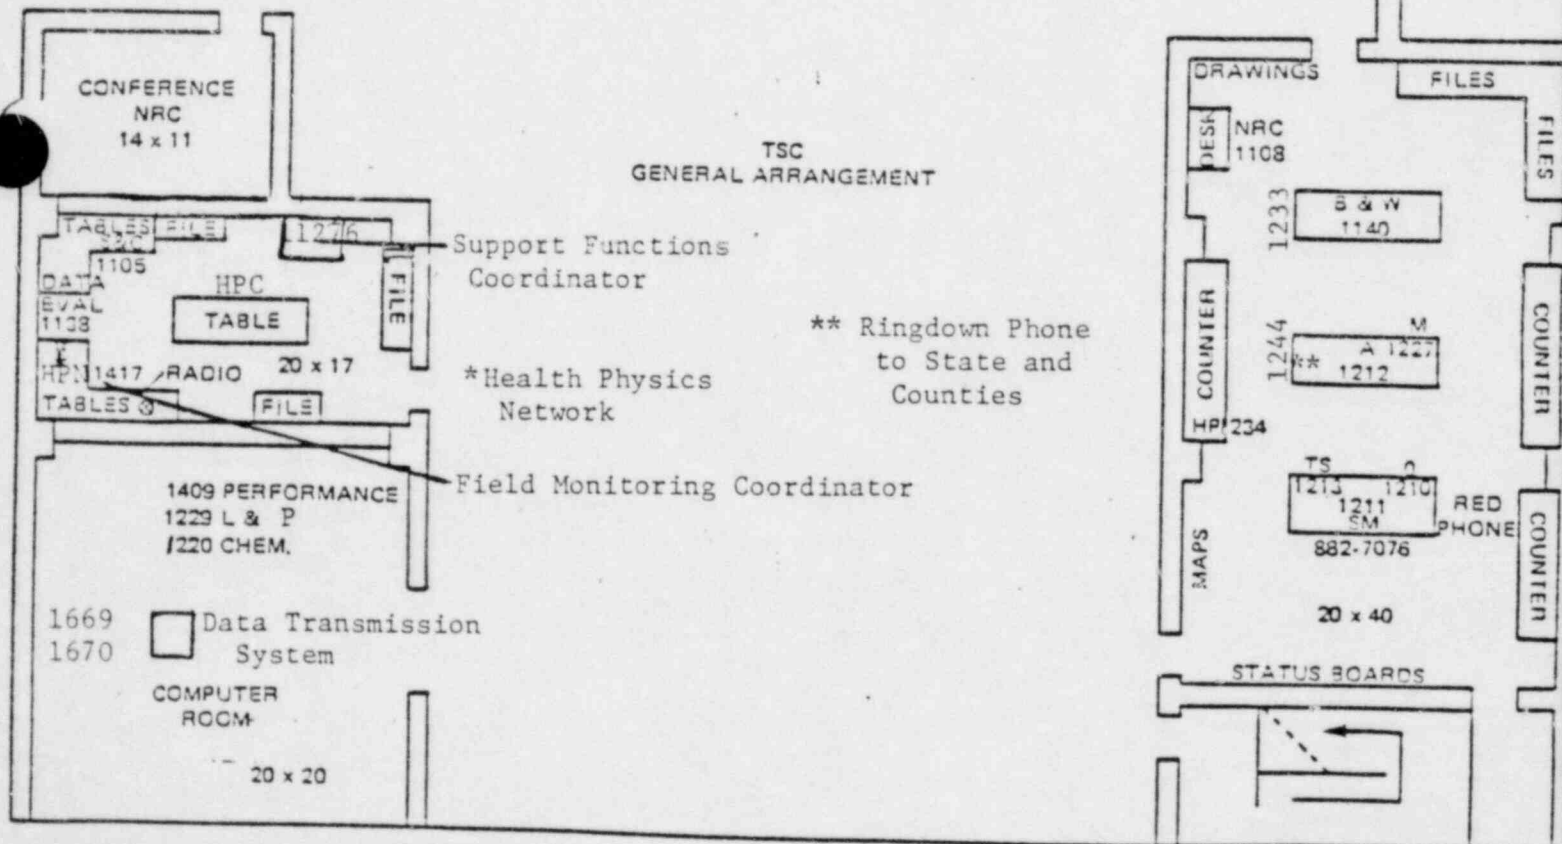 CONFERENCE
NRC
14 x 11
TSC
GENERAL ARRANGEMENT
TABLES
FILE
1276
1105
DATA
EVAL
HPC
TABLE
FILE
20 x 17
HPN 1417
RADIO
TABLES
FILE
Support Functions
Coordinator
*Health Physics
Network
Field Monitoring Coordinator
** Ringdown Phone
to State and
Counties
1409 PERFORMANCE
1229 L & P
1220 CHEM.
1669
1670
Data Transmission
System
COMPUTER
ROOM
20 x 20
DRAWINGS
FILES
FILES
DESK
NRC
1108
1233
B & W
1140
COUNTER
COUNTER
1244
M
A 1227
**
1212
HP 1234
TS
1213
1210
1211
SM
882-7076
RED
PHONE
COUNTER
MAPS
20 x 40
STATUS BOARDS